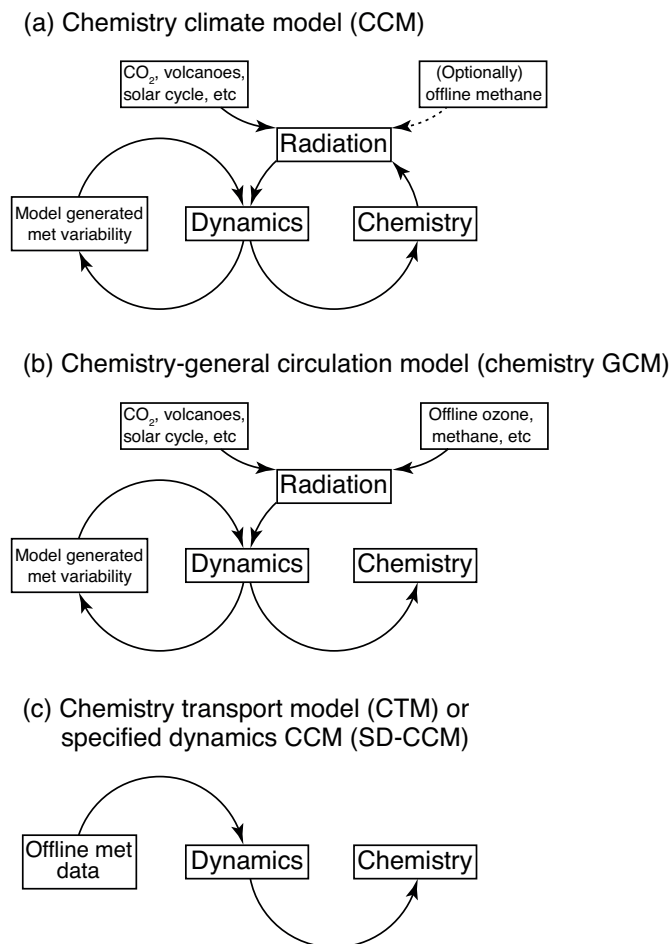 (a) Chemistry climate model (CCM)
CO2, volcanoes,
solar cycle, etc
(Optionally)
offline methane
Radiation
Model generated
met variability
Dynamics
Chemistry
(b) Chemistry-general circulation model (chemistry GCM)
CO2, volcanoes,
solar cycle, etc
Offline ozone,
methane, etc
Radiation
Model generated
met variability
Dynamics
Chemistry
(c) Chemistry transport model (CTM) or
specified dynamics CCM (SD-CCM)
Offline met
data
Dynamics
Chemistry